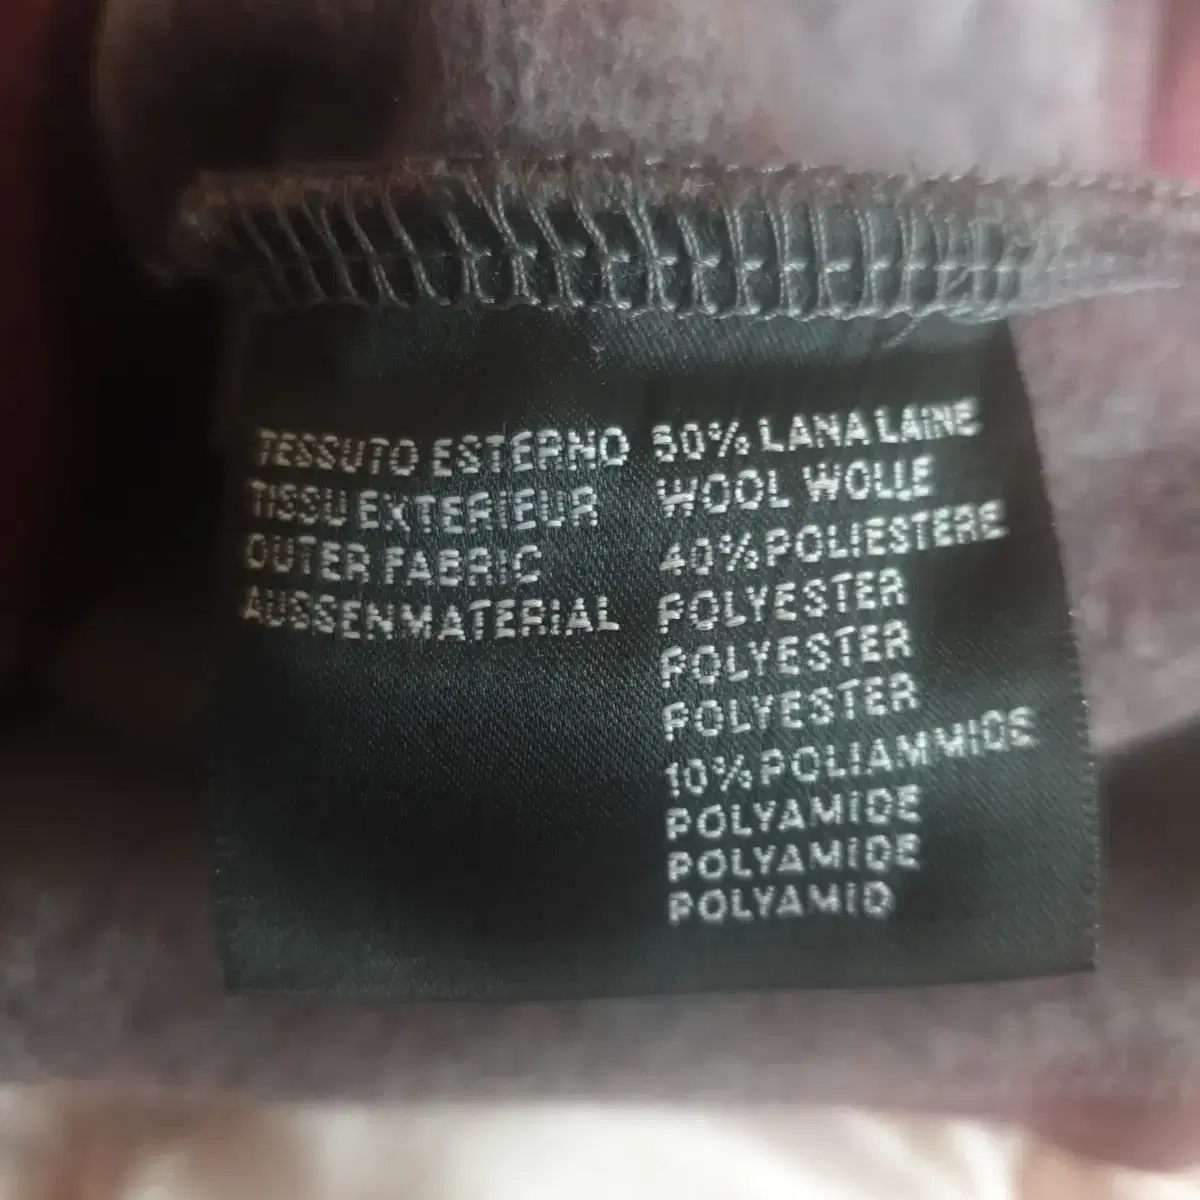 TESSUTO ESTERNO
TISSU EXTERIEUR
OUTER FABRIC
AUSSENMATERIAL
50% LANA LAINE
WOOL WOLLE
40% POLIESTERE
POLYESTER
POLYESTER
POLYESTER
10% POLIAMMIDE
POLYAMIDE
POLYAMIDE
POLYAMID